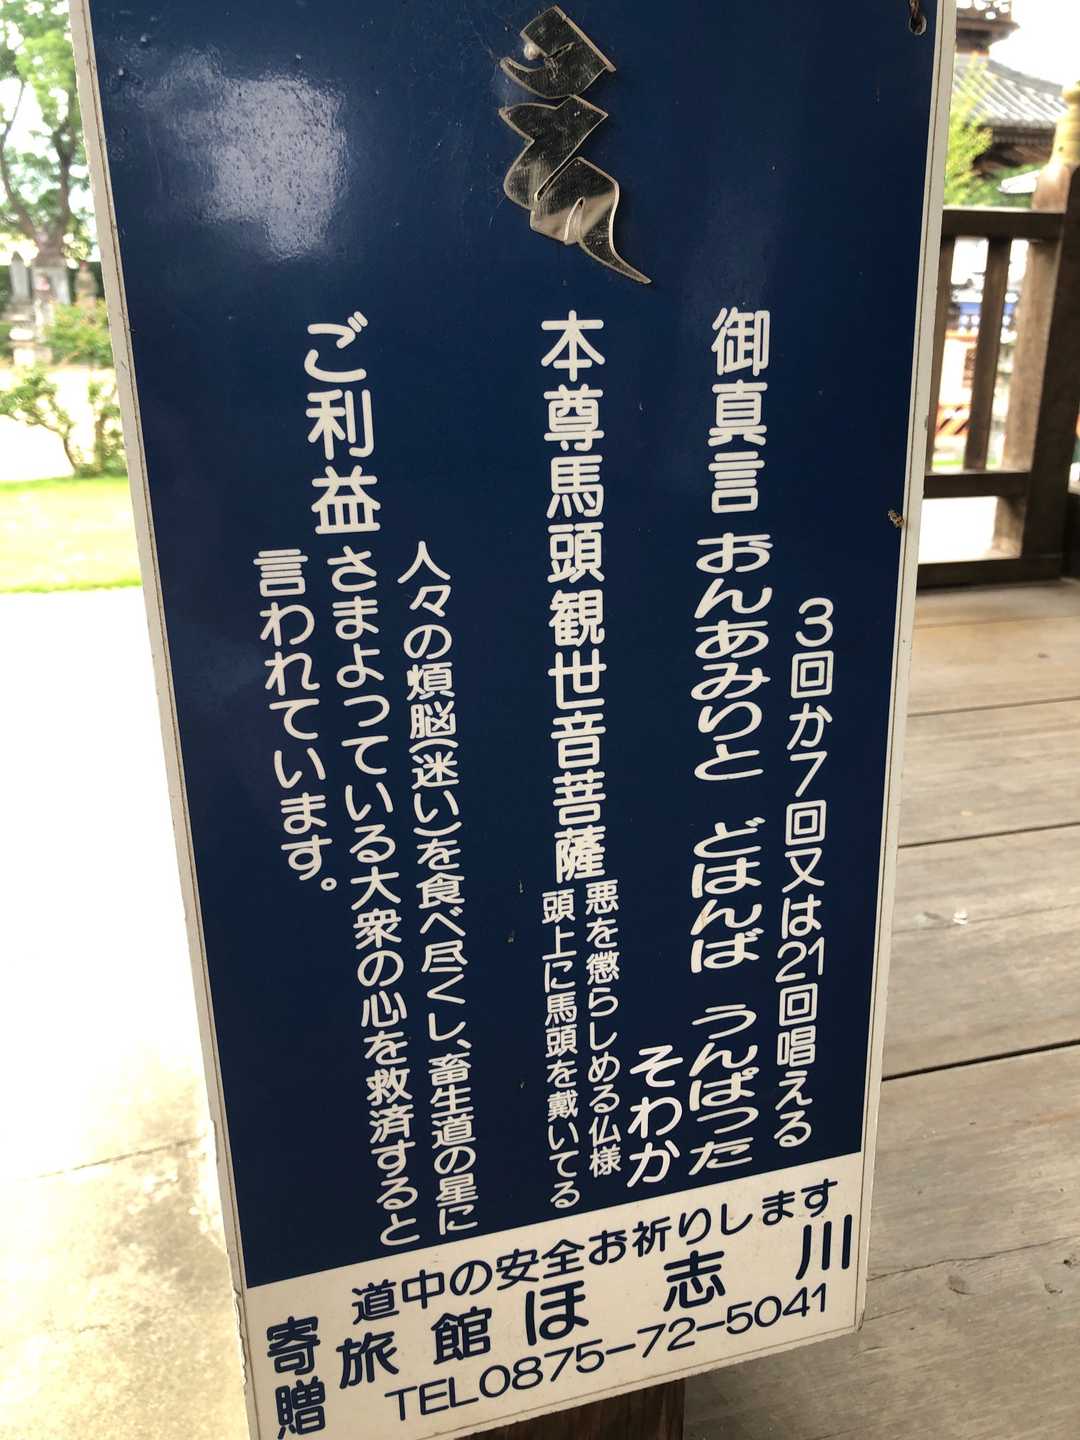 3回か7回又は21回唱える
御真言 おんあみりと どはんば うんぱった
そわか
本尊馬頭観世音菩薩
悪を懲らしめる仏様
頭上に馬頭を戴いてる
ご利益
人々の煩脳(迷い)を食べ尽くし、畜生道の星に
さまよっている大衆の心を救済すると
言われています。
道中の安全お祈りします
寄贈
旅館ほ志川
TEL0875-72-5041